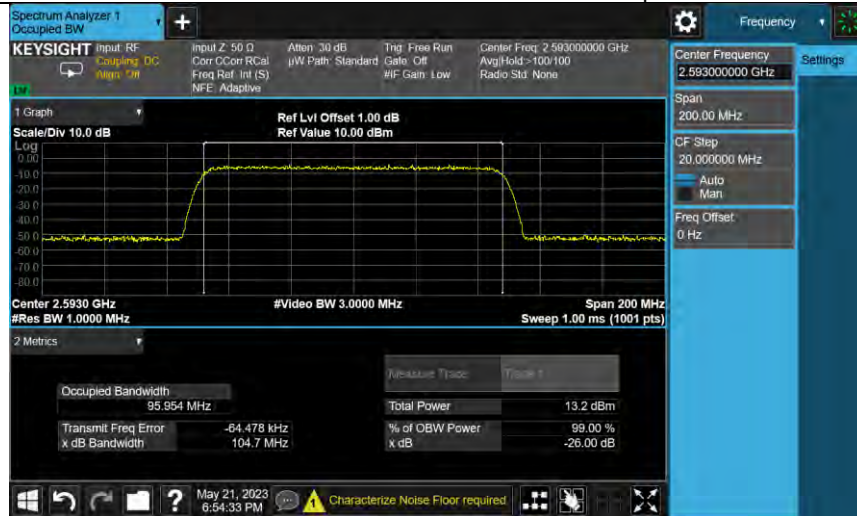 Spectrum Analyzer 1
Occupied BW
+
Frequency
KEYSIGHT
Input: RF
Coupling: DC
Align: Off
Input Z: 50 Ω
Corr CCorr RCal
Freq Ref: Int (S)
NFE: Adaptive
Atten: 30 dB
µW Path: Standard
Trig: Free Run
Gate: Off
#IF Gain: Low
Center Freq: 2.593000000 GHz
Avg|Hold:>100/100
Radio Std: None
Center Frequency
2.593000000 GHz
Settings
Span
200.00 MHz
CF Step
20.000000 MHz
Auto
Man
Freq Offset
0 Hz
1 Graph
Scale/Div 10.0 dB
Ref Lvl Offset 1.00 dB
Ref Value 10.00 dBm
Log
0.00
-10.0
-20.0
-30.0
-40.0
-50.0
-60.0
-70.0
-80.0
Center 2.5930 GHz
#Video BW 3.0000 MHz
Span 200 MHz
#Res BW 1.0000 MHz
Sweep 1.00 ms (1001 pts)
2 Metrics
Measure Trace
Trace 1
Occupied Bandwidth
95.954 MHz
Total Power
13.2 dBm
Transmit Freq Error
-64.478 kHz
% of OBW Power
99.00 %
x dB Bandwidth
104.7 MHz
x dB
-26.00 dB
?
May 21, 2023
6:54:33 PM
1
Characterize Noise Floor required